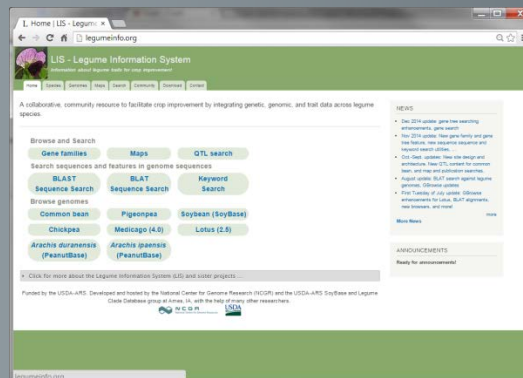 L Home | LIS - Legume
legumeinfo.org
LIS - Legume Information System
Information about legume traits for crop improvement
Home Species Genomes Maps Search Community Download Contact
A collaborative, community resource to facilitate crop improvement by integrating genetic, genomic, and trait data across legume
species.
Browse and Search
Gene families Maps QTL search
Search sequences and features in genome sequences
BLAST
Sequence Search
BLAT
Sequence Search
Keyword
Search
Browse genomes
Common bean Pigeonpea Soybean (SoyBase)
Chickpea Medicago (4.0) Lotus (2.5)
Arachis duranensis
(PeanutBase)
Arachis ipaensis
(PeanutBase)
Click for more about the Legume Information System (LIS) and sister projects ...
Funded by the USDA-ARS. Developed and hosted by the National Center for Genome Research (NCGR) and the USDA-ARS SoyBase and Legume
Clade Database group at Ames, IA, with the help of many other researchers.
NCGR USDA
NEWS
Dec 2014 update: gene tree searching
enhancements, gene search
Nov 2014 update: New gene family and gene
tree feature, new sequence sequence and
keyword search utilities, ...
Oct-Sept. updates: New site design and
architecture. New QTL content for common
bean, and map and publication searches.
August update: BLAT search against legume
genomes, GBrowse updates
First Tuesday of July update: GBrowse
enhancements for Lotus, BLAT alignments,
new browsers, and more!
more
More News
ANNOUNCEMENTS
Ready for announcements!
legumeinfo.org